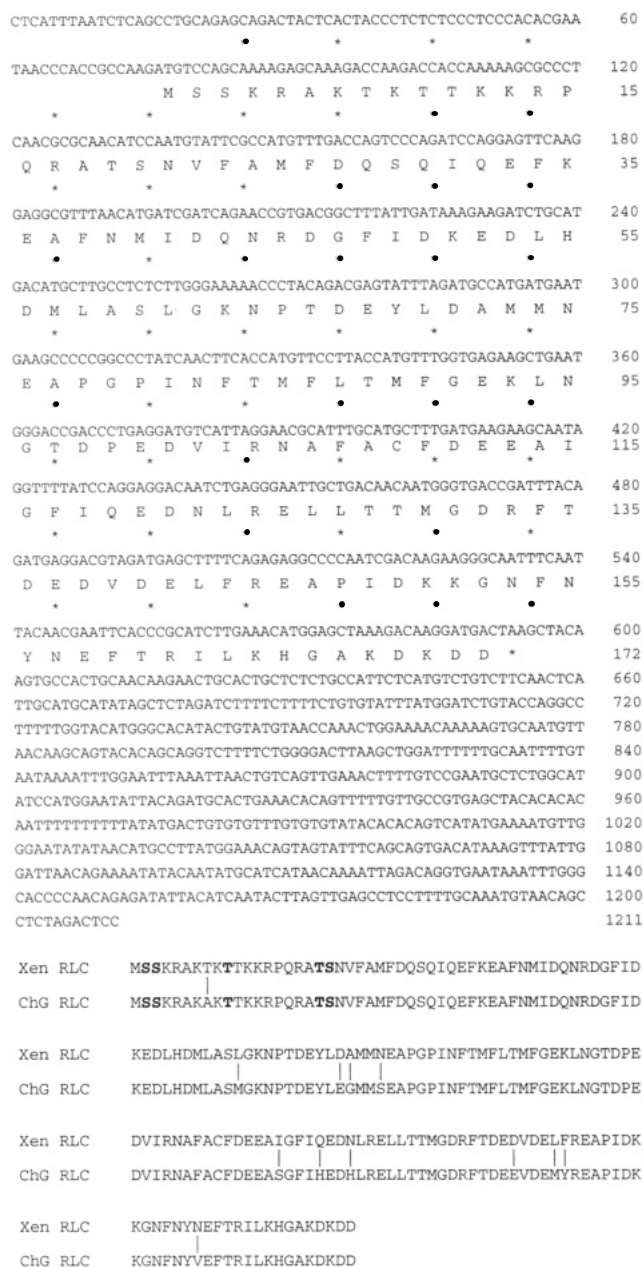 CTCATTTAATCTCAGCCTGCAGAGCAGACTACTCACTACCCTCTCTCCCTCCCACACGAA 60
• * * *
TAACCCACCGCCAAGATGTCCAGCAAAAGAGCAAAGACCAAGACCACCAAAAAGCGCCCT 120
M S S K R A K T K T T K K R P 15
* * * * • •
CAACGCGCAACATCCAATGTATTCGCCATGTTTGACCAGTCCCAGATCCAGGAGTTCAAG 180
Q R A T S N V F A M F D Q S Q I Q E F K 35
* * * • • •
GAGGCGTTTAACATGATCGATCAGAACCGTGACGGCTTTATTGATAAAGAAGATCTGCAT 240
E A F N M I D Q N R D G F I D K E D L H 55
• * • • • •
GACATGCTTGCCTCTCTTGGGAAAAACCCTACAGACGAGTATTTAGATGCCATGATGAAT 300
D M L A S L G K N P T D E Y L D A M M N 75
* * * * * *
GAAGCCCCCGGCCCTATCAACTTCACCATGTTCCTTACCATGTTTGGTGAGAAGCTGAAT 360
E A P G P I N F T M F L T M F G E K L N 95
• * * • • •
GGGACCGACCCTGAGGATGTCATTAGGAACGCATTTGCATGCTTTGATGAAGAAGCAATA 420
G T D P E D V I R N A F A C F D E E A I 115
* * • * * *
GGTTTTATCCAGGAGGACAATCTGAGGGAATTGCTGACAACAATGGGTGACCGATTTACA 480
G F I Q E D N L R E L L T T M G D R F T 135
* * • * • *
GATGAGGACGTAGATGAGCTTTTCAGAGAGGCCCCAATCGACAAGAAGGGCAATTTCAAT 540
D E D V D E L F R E A P I D K K G N F N 155
* * * • • •
TACAACGAATTCACCCGCATCTTGAAACATGGAGCTAAAGACAAGGATGACTAAGCTACA 600
Y N E F T R I L K H G A K D K D D * 172
AGTGCCACTGCAACAAGAACTGCACTGCTCTCTGCCATTCTCATGTCTGTCTTCAACTCA 660
TTGCATGCATATAGCTCTAGATCTTTTCTTTTCTGTGTATTTATGGATCTGTACCAGGCC 720
TTTTTGGTACATGGGCACATACTGTATGTAACCAAACTGGAAAACAAAAAGTGCAATGTT 780
AACAAGCAGTACACAGCAGGTCTTTTCTGGGGACTTAAGCTGGATTTTTTGCAATTTTGT 840
AATAAAATTTGGAATTTAAATTAACTGTCAGTTGAAACTTTTGTCCGAATGCTCTGGCAT 900
ATCCATGGAATATTACAGATGCACTGAAACACAGTTTTTGTTGCCGTGAGCTACACACAC 960
AATTTTTTTTTTATATGACTGTGTGTTTGTGTGTATACACACAGTCATATGAAAATGTTG 1020
GGAATATATAACATGCCTTATGGAAACAGTAGTATTTCAGCAGTGACATAAAGTTTATTG 1080
GATTAACAGAAAATATACAATATGCATCATAACAAAATTAGACAGGTGAATAAATTTGGG 1140
CACCCCAACAGAGATATTACATCAATACTTAGTTGAGCCTCCTTTTGCAAATGTAACAGC 1200
CTCTAGACTCC 1211
Xen RLC MSSKRAKTKTTKKRPQRATSNVFAMFDQSQIQEFKEAFNMIDQNRDGFID
ChG RLC MSSKRAKAKTTKKRPQRATSNVFAMFDQSQIQEFKEAFNMIDQNRDGFID
Xen RLC KEDLHDMLASLGKNPTDEYLDAMMNEAPGPINFTMFLTMFGEKLNGTDPE
ChG RLC KEDLHDMLASMGKNPTDEYLEGMMSEAPGPINFTMFLTMFGEKLNGTDPE
Xen RLC DVIRNAFACFDEEAIGFIQEDNLRELLTTMGDRFTDEDVDELFREAPIDK
ChG RLC DVIRNAFACFDEEASGFIHEDHLRELLTTMGDRFTDEEVDEMYREAPIDK
Xen RLC KGNFNYNEFTRILKHGAKDKDD
ChG RLC KGNFNYVEFTRILKHGAKDKDD